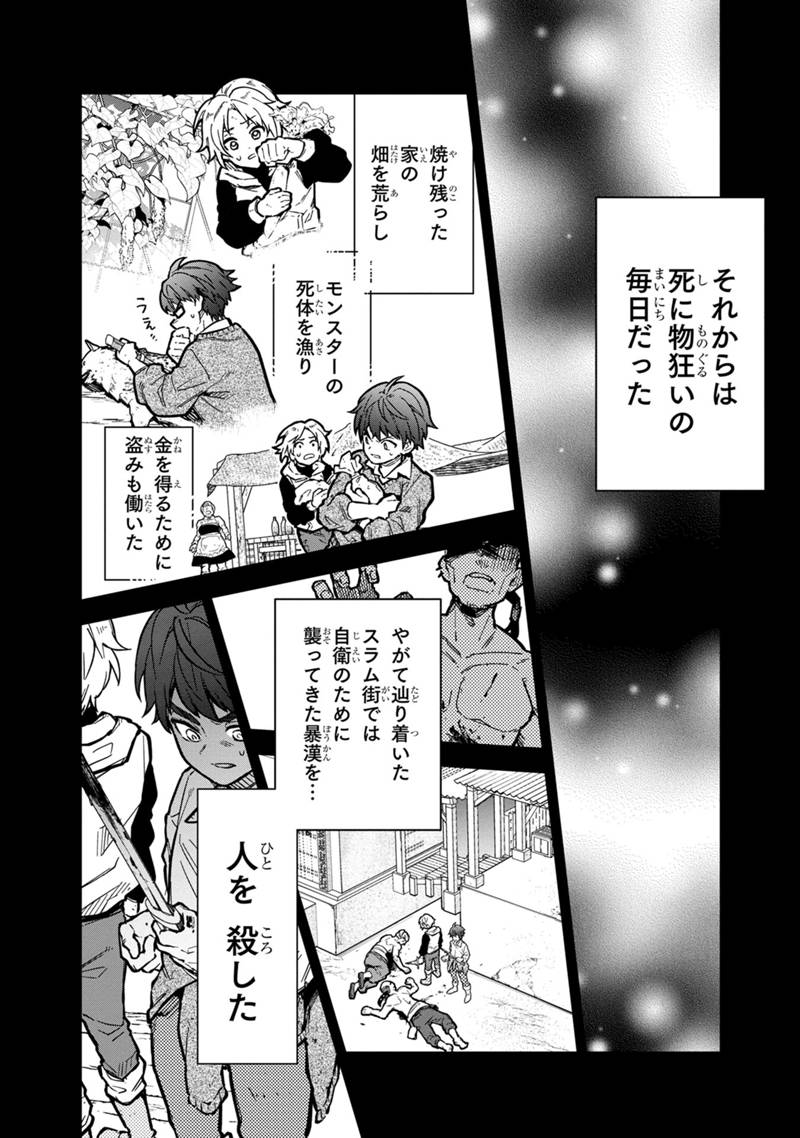 それからは
死に物狂いの
毎日だった
焼け残った
家の
畑を荒らし
モンスターの
死体を漁り
うぇ…
金を得るために
盗みも働いた
やがて辿り着いた
スラム街では
自衛のために
襲ってきた暴漢を…
人を 殺した